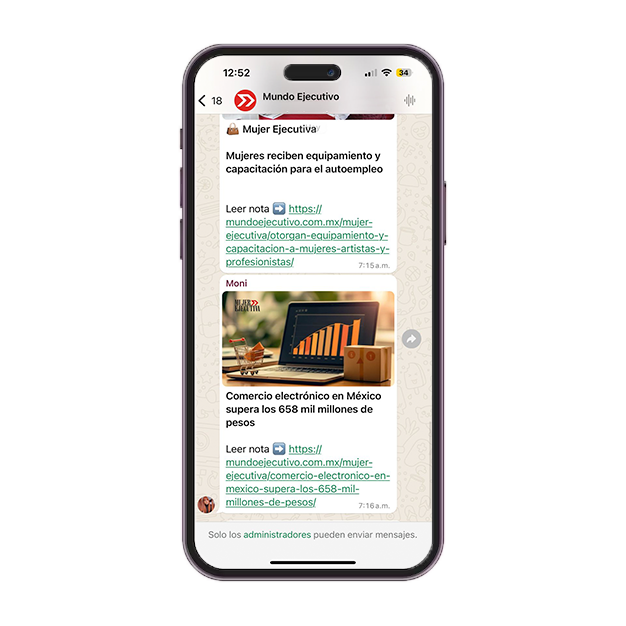 12:52
34
18
Mundo Ejecutivo
👜 Mujer Ejecutiva/
Mujeres reciben equipamiento y
capacitación para el autoempleo
Leer nota ➡️ https://
mundoejecutivo.com.mx/mujer-
ejecutiva/otorgan-equipamiento-y-
capacitacion-a-mujeres-artistas-y-
profesionistas/
7:15 a.m.
Moni
MUJER
EJECUTIVA
Comercio electrónico en México
supera los 658 mil millones de
pesos
Leer nota ➡️ https://
mundoejecutivo.com.mx/mujer-
ejecutiva/comercio-electronico-en-
mexico-supera-los-658-mil-
millones-de-pesos/
7:16 a.m.
Solo los administradores pueden enviar mensajes.